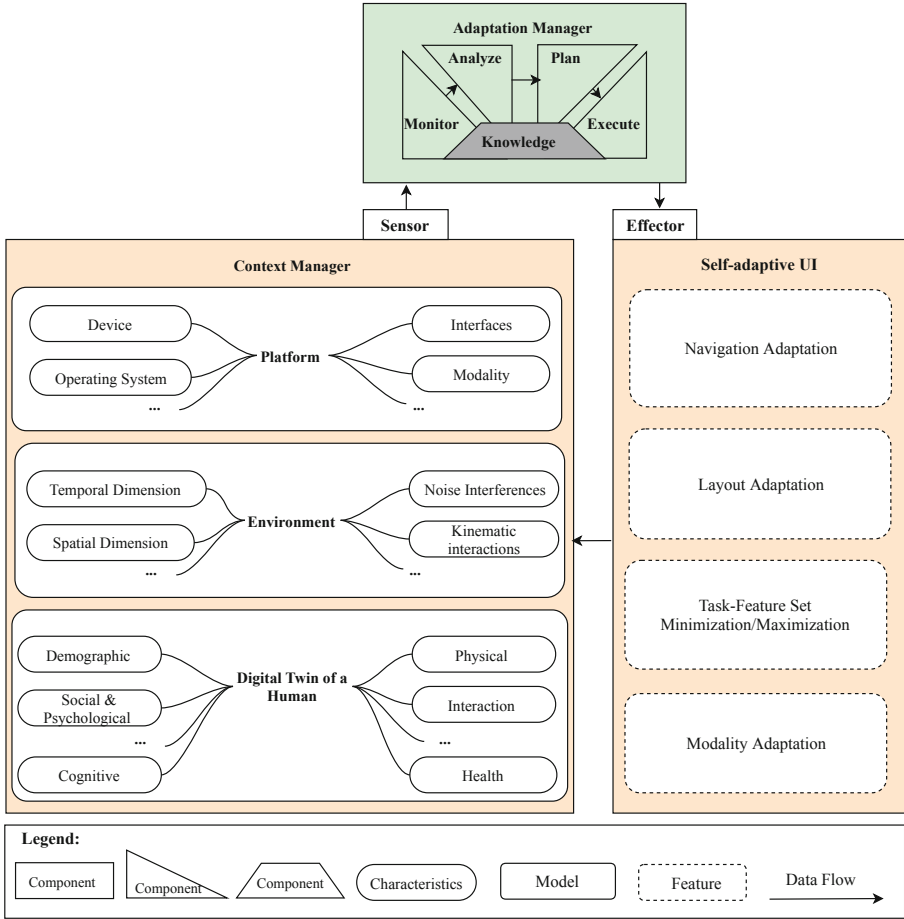 Adaptation Manager
Analyze
Plan
Monitor
Execute
Knowledge
Sensor
Effector
Context Manager
Self-adaptive UI
Device
Interfaces
Platform
Operating System
Modality
...
...
Navigation Adaptation
Temporal Dimension
Noise Interferences
Environment
Spatial Dimension
Kinematic
interactions
...
...
Layout Adaptation
Demographic
Physical
Digital Twin of a
Human
Social &
Psychological
Interaction
...
...
Cognitive
Health
Task-Feature Set
Minimization/Maximization
Modality Adaptation
Legend:
Component
Component
Component
Characteristics
Model
Feature
Data Flow